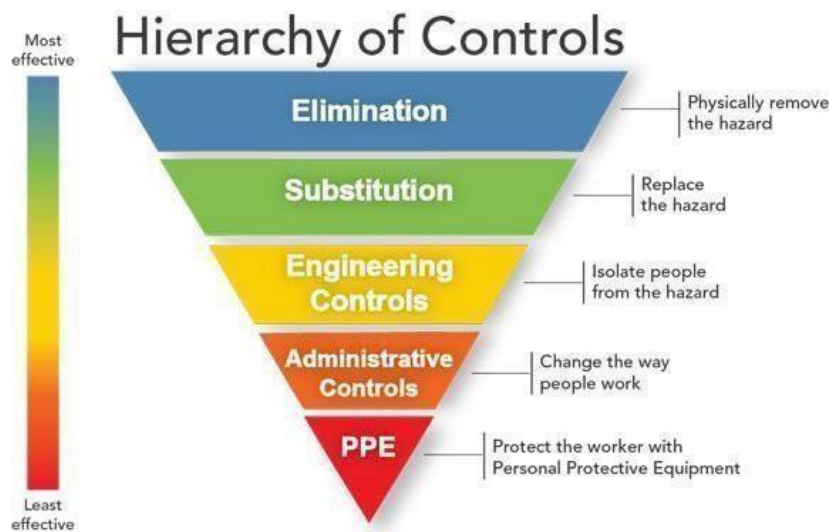 Hierarchy of Controls
Most
effective
Elimination
Physically remove
the hazard
Substitution
Replace
the hazard
Engineering
Controls
Isolate people
from the hazard
Administrative
Controls
Change the way
people work
PPE
Protect the worker with
Personal Protective Equipment
Least
effective